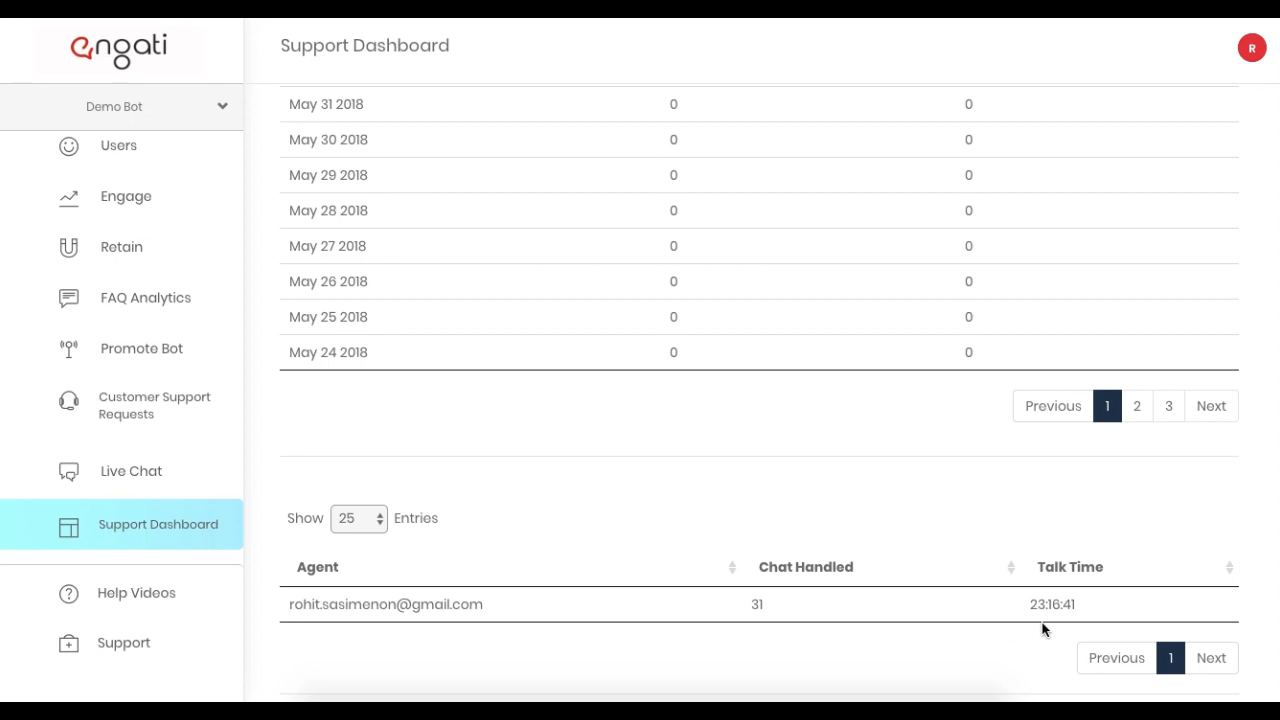 engati
Support Dashboard
R
Demo Bot
Users
Engage
Retain
FAQ Analytics
Promote Bot
Customer Support
Requests
Live Chat
Support Dashboard
Help Videos
Support
May 31 2018 0 0
May 30 2018 0 0
May 29 2018 0 0
May 28 2018 0 0
May 27 2018 0 0
May 26 2018 0 0
May 25 2018 0 0
May 24 2018 0 0
Previous 1 2 3 Next
Show 25 Entries
Agent Chat Handled Talk Time
rohit.sasimenon@gmail.com 31 23:16:41
Previous 1 Next